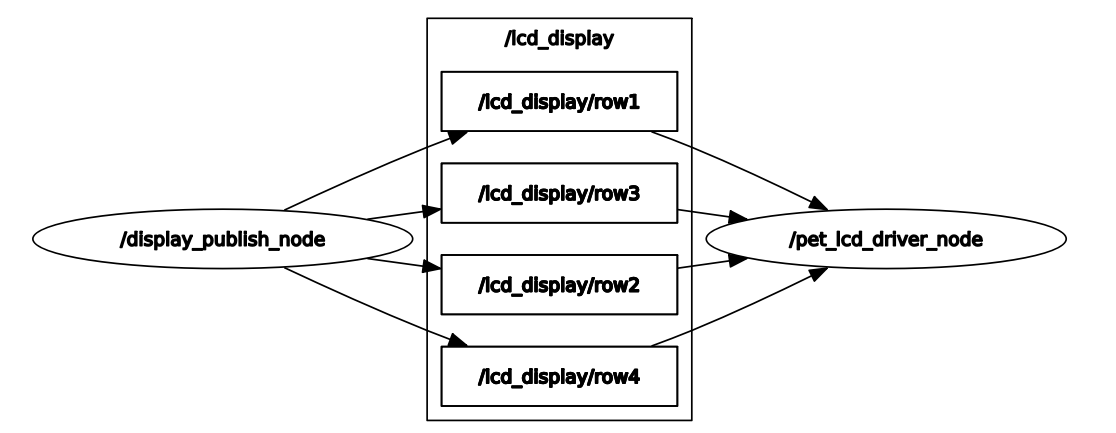 /lcd_display
/lcd_display/row1
/lcd_display/row3
/display_publish_node
/pet_lcd_driver_node
/lcd_display/row2
/lcd_display/row4